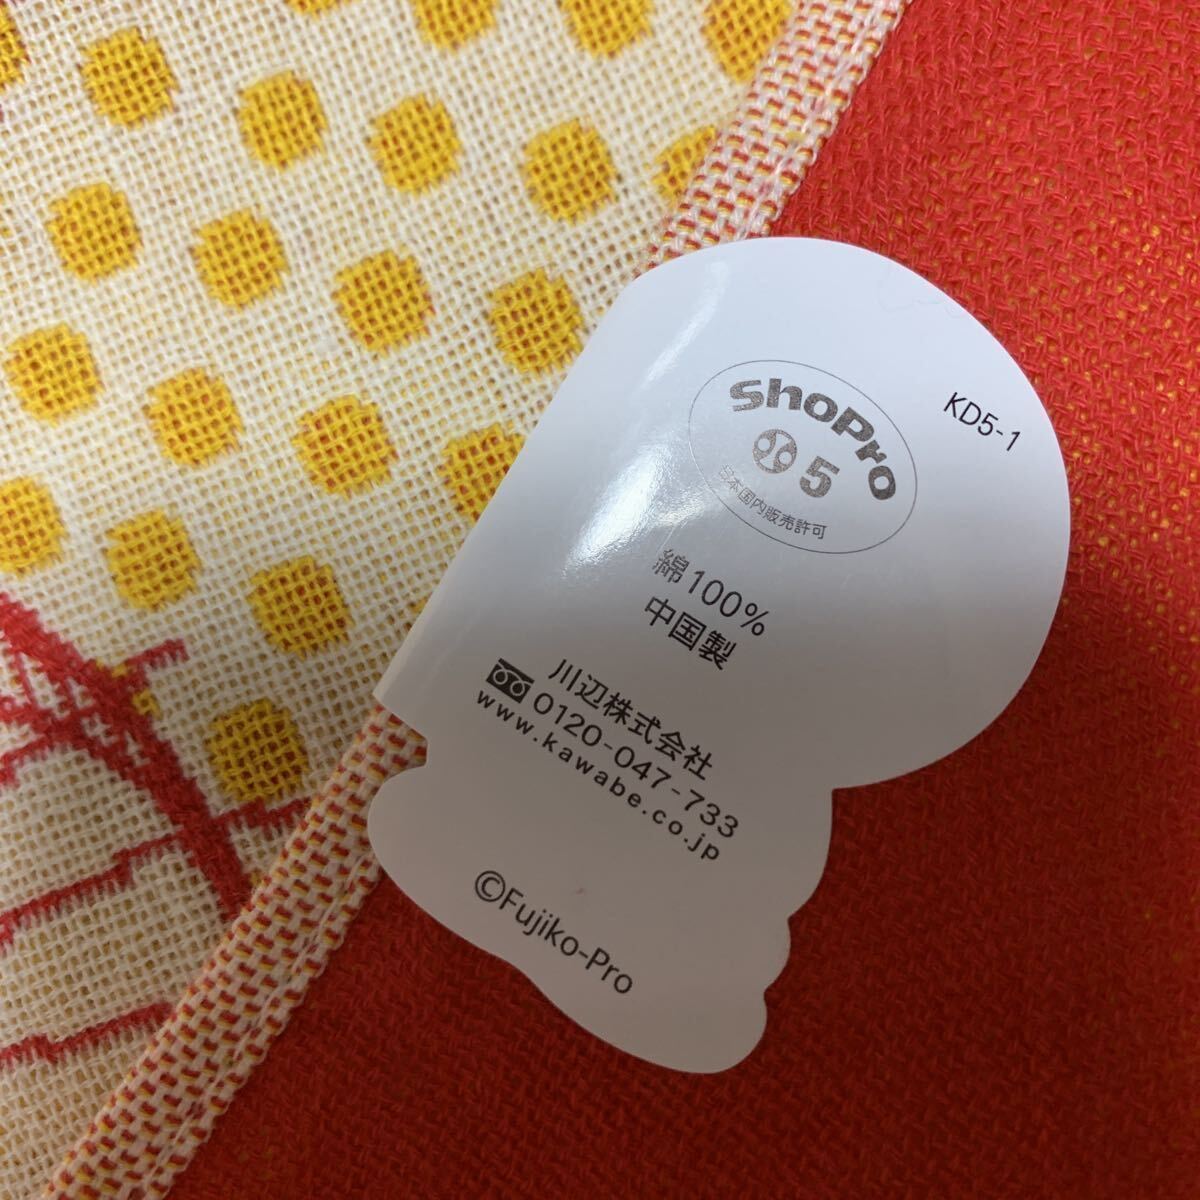 KD5-1
ShoPro
5
日本国内販売許可
綿100%
中国製
川辺株式会社
0120-047-733
www.kawabe.co.jp
©Fujiko-Pro